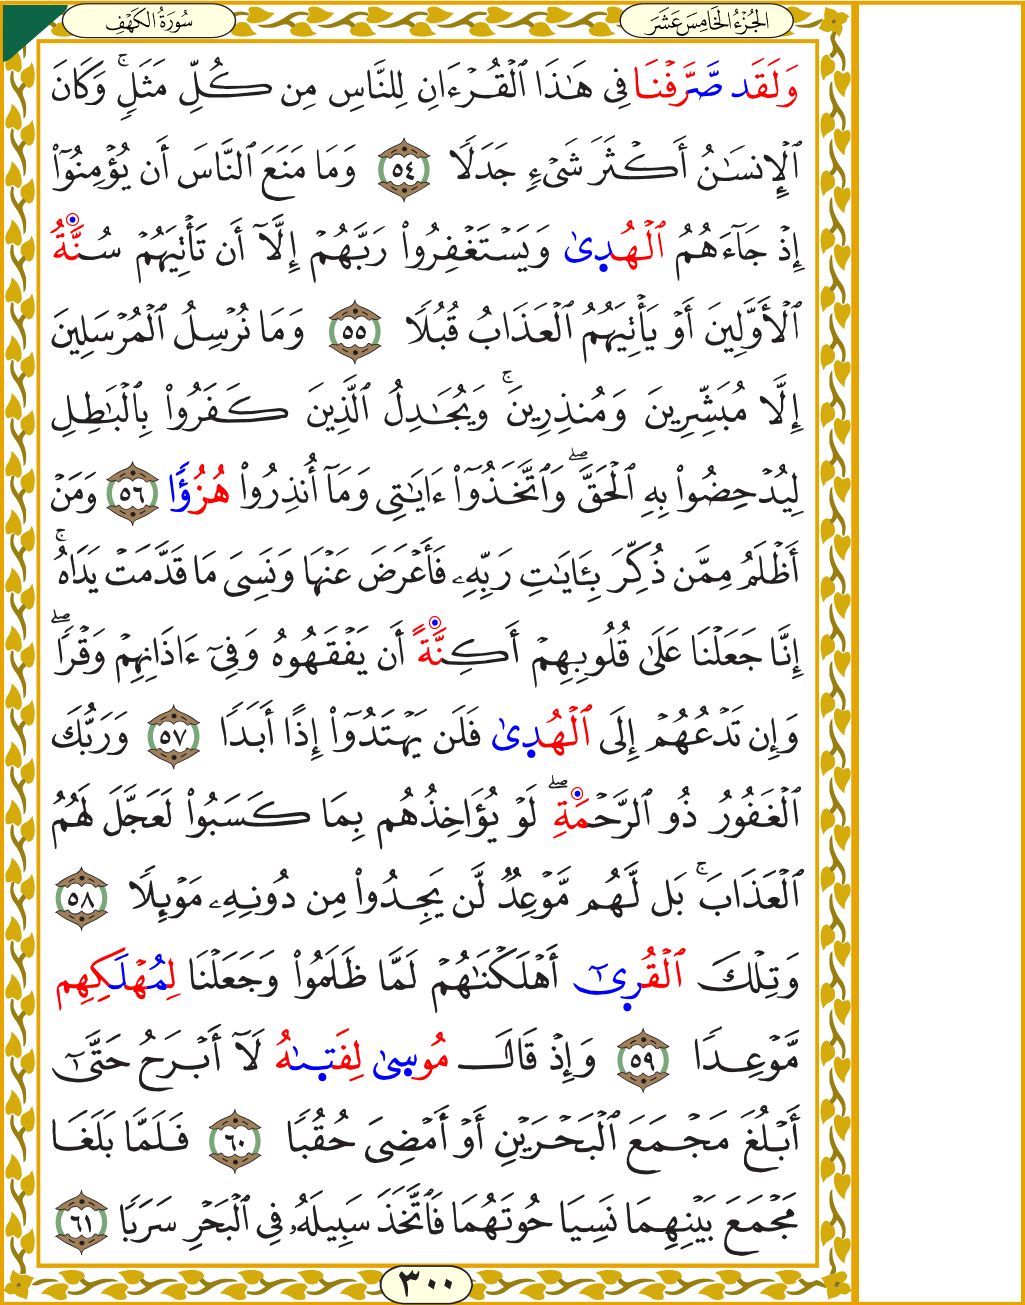 الجُزْءُ الخَامِسَ عَشَرَ
سُورَةُ الكَهْفِ
وَلَقَد صَّرَّفْنَا فِى هَـٰذَا ٱلْقُرْءَانِ لِلنَّاسِ مِن كُلِّ مَثَلٍۢ ۚ وَكَانَ
ٱلْإِنسَـٰنُ أَكْثَرَ شَىْءٍۢ جَدَلًا ٥٤ وَمَا مَنَعَ ٱلنَّاسَ أَن يُؤْمِنُوٓا۟
إِذْ جَآءَهُمُ ٱلْهُدِىٰ وَيَسْتَغْفِرُوا۟ رَبَّهُمْ إِلَّآ أَن تَأْتِيَهُمْ سُنَّةُ
ٱلْأَوَّلِينَ أَوْ يَأْتِيَهُمُ ٱلْعَذَابُ قُبُلًا ٥٥ وَمَا نُرْسِلُ ٱلْمُرْسَلِينَ
إِلَّا مُبَشِّرِينَ وَمُنذِرِينَ ۚ وَيُجَـٰدِلُ ٱلَّذِينَ كَفَرُوا۟ بِٱلْبَـٰطِلِ
لِيُدْحِضُوا۟ بِهِ ٱلْحَقَّ ۖ وَٱتَّخَذُوٓا۟ ءَايَـٰتِى وَمَآ أُنذِرُوا۟ هُزُؤًا ٥٦ وَمَنْ
أَظْلَمُ مِمَّن ذُكِّرَ بِـَٔايَـٰتِ رَبِّهِۦ فَأَعْرَضَ عَنْهَا وَنَسِىَ مَا قَدَّمَتْ يَدَاهُ ۚ
إِنَّا جَعَلْنَا عَلَىٰ قُلُوبِهِمْ أَكِنَّةً أَن يَفْقَهُوهُ وَفِىٓ ءَاذَانِهِمْ وَقْرًا ۖ
وَإِن تَدْعُهُمْ إِلَى ٱلْهُدِىٰ فَلَن يَهْتَدُوٓا۟ إِذًا أَبَدًا ٥٧ وَرَبُّكَ
ٱلْغَفُورُ ذُو ٱلرَّحْمَةِ ۖ لَوْ يُؤَاخِذُهُم بِمَا كَسَبُوا۟ لَعَجَّلَ لَهُمُ
ٱلْعَذَابَ ۚ بَل لَّهُم مَّوْعِدٌ لَّن يَجِدُوا۟ مِن دُونِهِۦ مَوْئِلًا ٥٨
وَتِلْكَ ٱلْقُرِىٰٓ أَهْلَكْنَـٰهُمْ لَمَّا ظَلَمُوا۟ وَجَعَلْنَا لِمُهْلَكِهِم
مَّوْعِدًا ٥٩ وَإِذْ قَالَ مُوسِىٰ لِفَتِىٰهُ لَآ أَبْرَحُ حَتَّىٰٓ
أَبْلُغَ مَجْمَعَ ٱلْبَحْرَيْنِ أَوْ أَمْضِىَ حُقُبًا ٦٠ فَلَمَّا بَلَغَا
مَجْمَعَ بَيْنِهِمَا نَسِيَا حُوتَهُمَا فَٱتَّخَذَ سَبِيلَهُۥ فِى ٱلْبَحْرِ سَرَبًا ٦١
٣٠٠